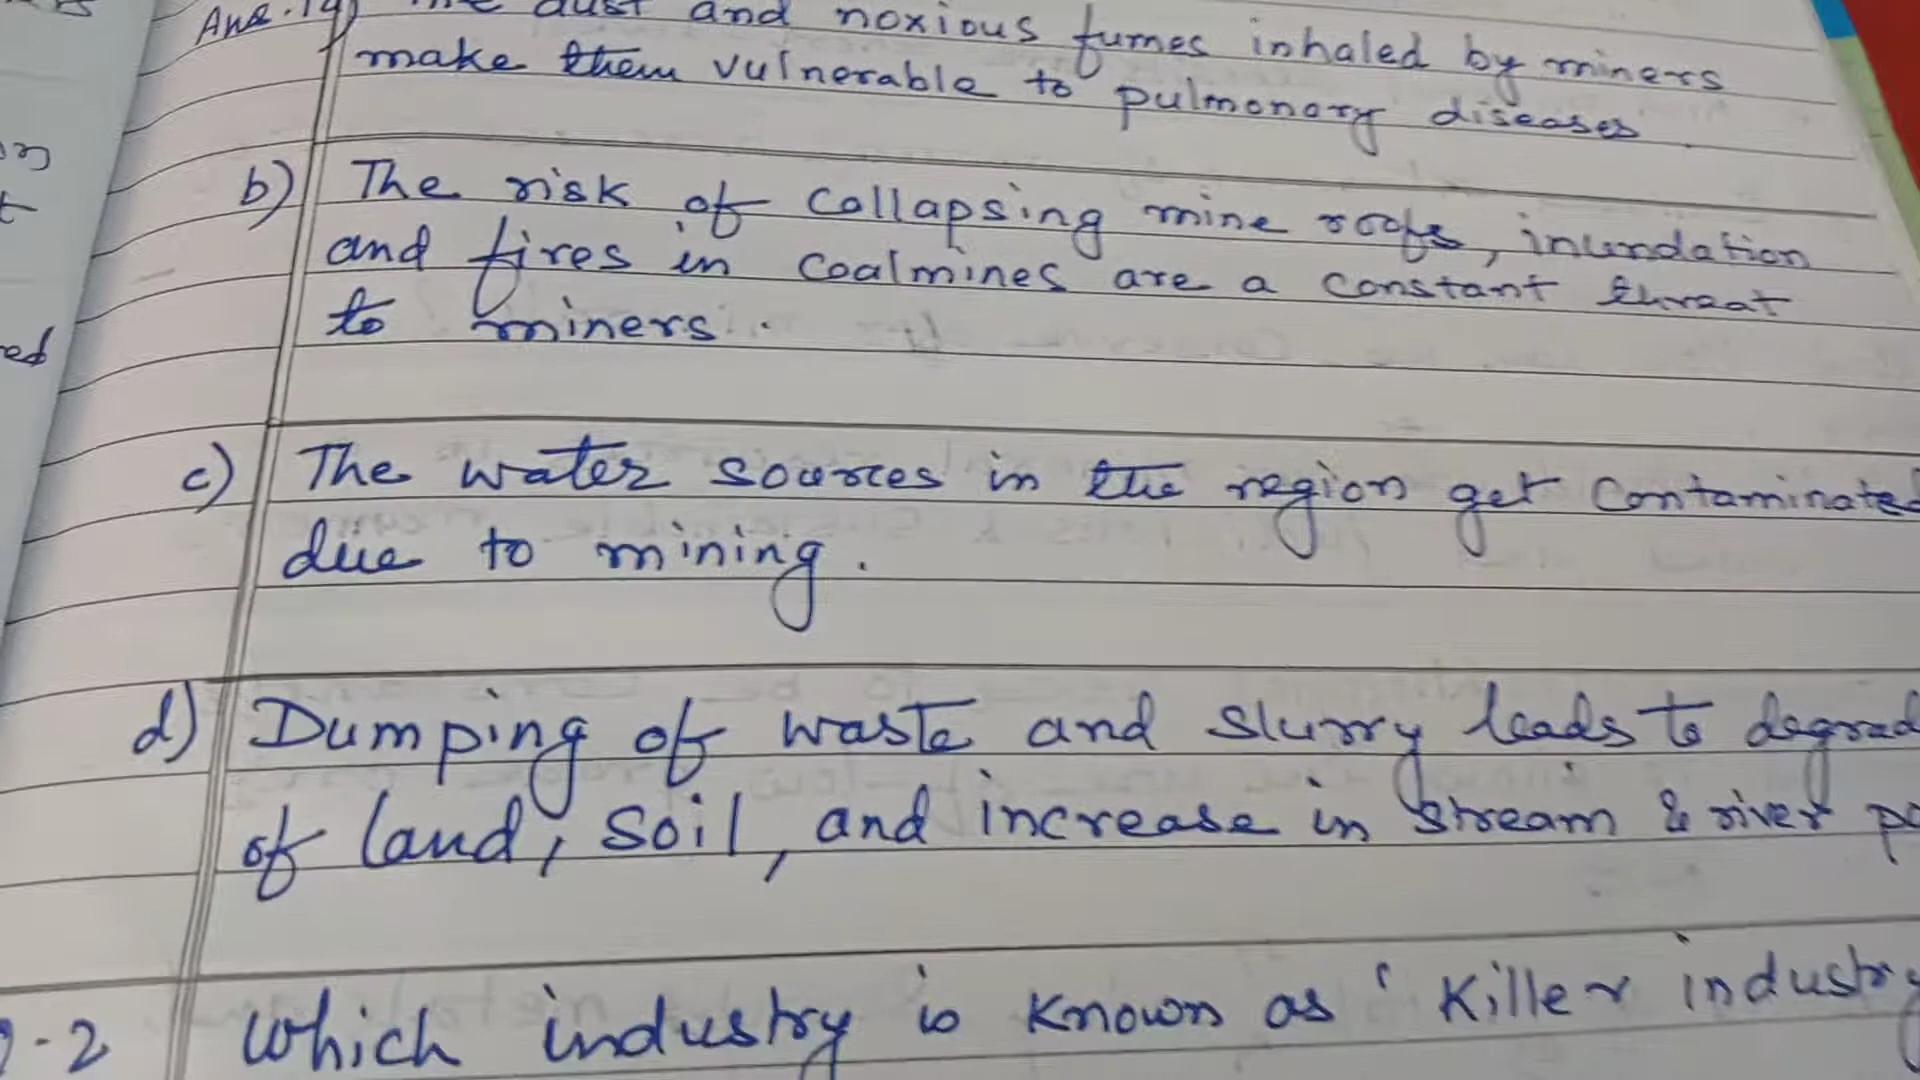 Ans.1a) The dust and noxious fumes inhaled by miners
make them vulnerable to pulmonary diseases
b) The risk of collapsing mine roofs, inundation
and fires in coalmines are a constant threat
to miners.
c) The water sources in the region get contaminated
due to mining.
d) Dumping of waste and slurry leads to degrad
of land, soil, and increase in stream & river po
-2 Which industry is known as 'Killer industry